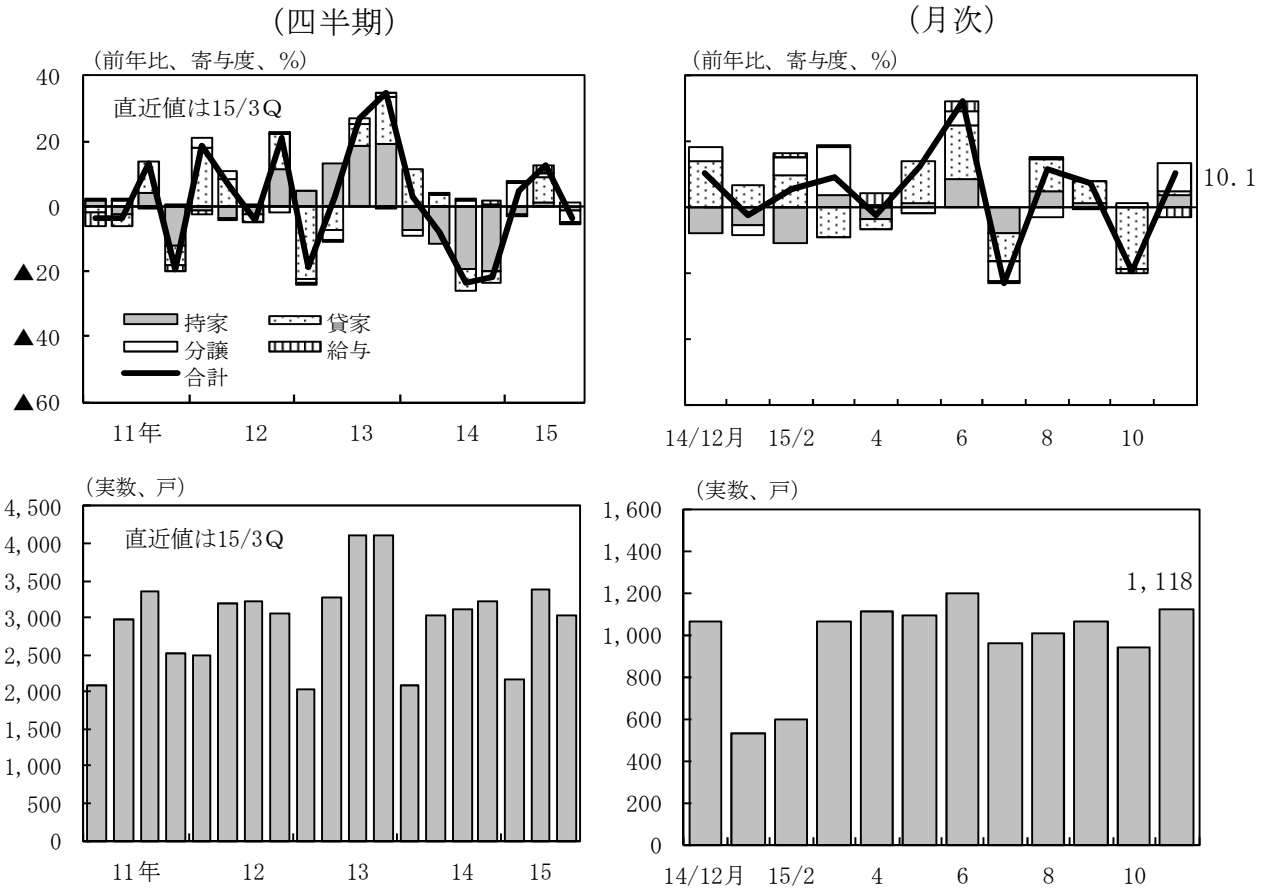 (四半期)
(前年比、寄与度、%)
直近値は15/3Q
40
20
0
▲20
▲40
▲60
持家
貸家
分譲
給与
合計
11年 12 13 14 15
(月次)
(前年比、寄与度、%)
10.1
14/12月 15/2 4 6 8 10
(実数、戸)
直近値は15/3Q
4,500
4,000
3,500
3,000
2,500
2,000
1,500
1,000
500
0
11年 12 13 14 15
(実数、戸)
1,600
1,400
1,200
1,000
800
600
400
200
0
1,118
14/12月 15/2 4 6 8 10